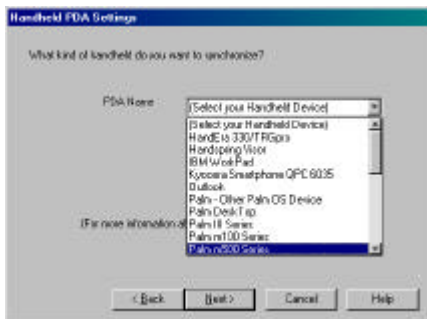 Handheld PDA Settings
What kind of handheld do you want to synchronize?
PDA Name
(Select your Handheld Device)
(Select your Handheld Device)
HandEra 330/TRGpro
Handspring Visor
IBM WorkPad
Kyocera Smartphone QPC 6035
Outlook
Palm - Other Palm OS Device
Palm DeskTop
Palm III Series
(For more information a
Palm m100 Series
Palm m500 Series
< Back
Next >
Cancel
Help